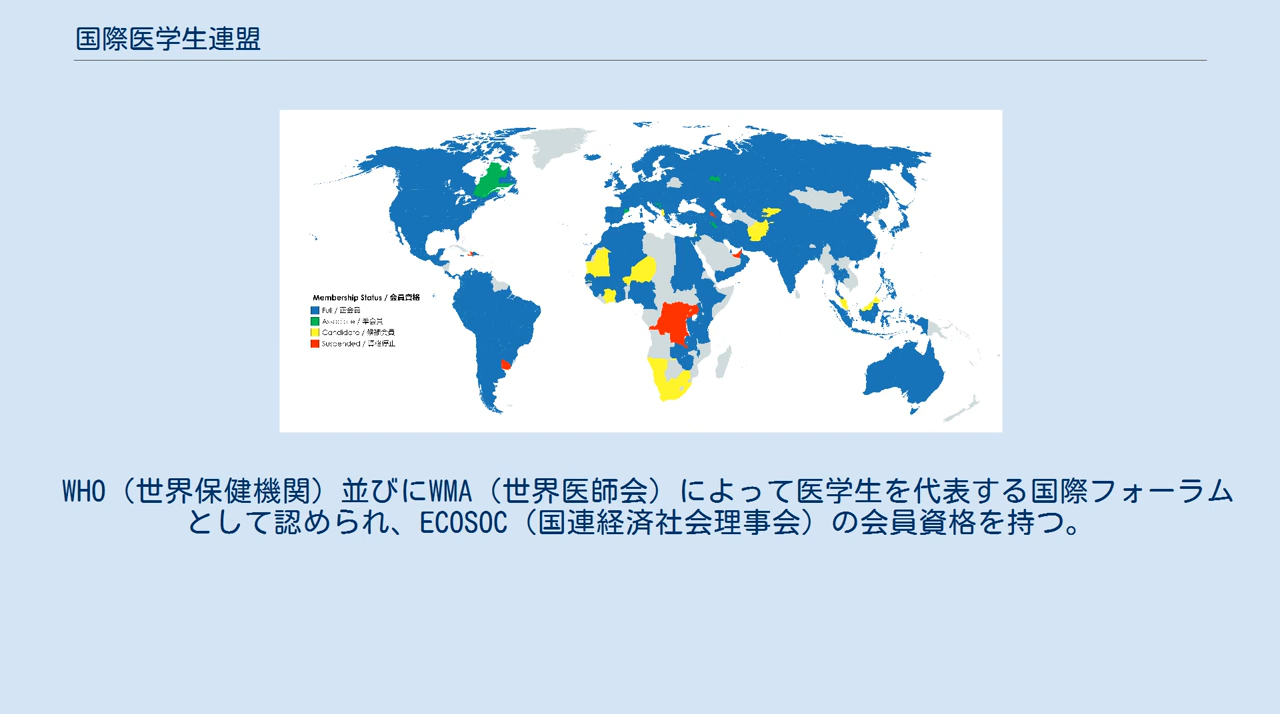 国際医学生連盟
Membership Status / 会員資格
Full / 正会員
Associate / 準会員
Candidate / 候補会員
Suspended / 資格停止
WHO（世界保健機関）並びにWMA（世界医師会）によって医学生を代表する国際フォーラム
として認められ、ECOSOC（国連経済社会理事会）の会員資格を持つ。